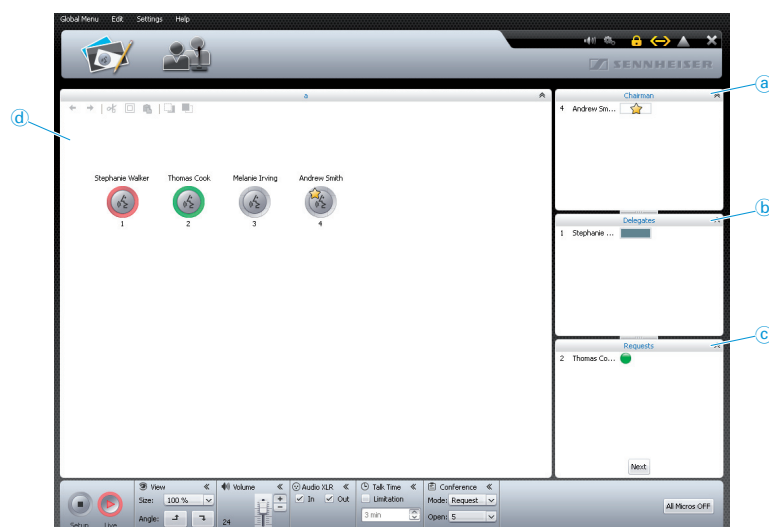 Global Menu Edit Settings Help
SENNHEISER
a
Chairman
a
4 Andrew Sm...
d
Stephanie Walker Thomas Cook Melanie Irving Andrew Smith
1 2 3 4
b
Delegates
1 Stephanie ...
c
Requests
2 Thomas Co...
Next
View Volume Audio XLR Talk Time Conference
Size: 100 % In Out Limitation Mode: Request
All Micros OFF
Angle: 24 3 min Open: 5
Setup Live